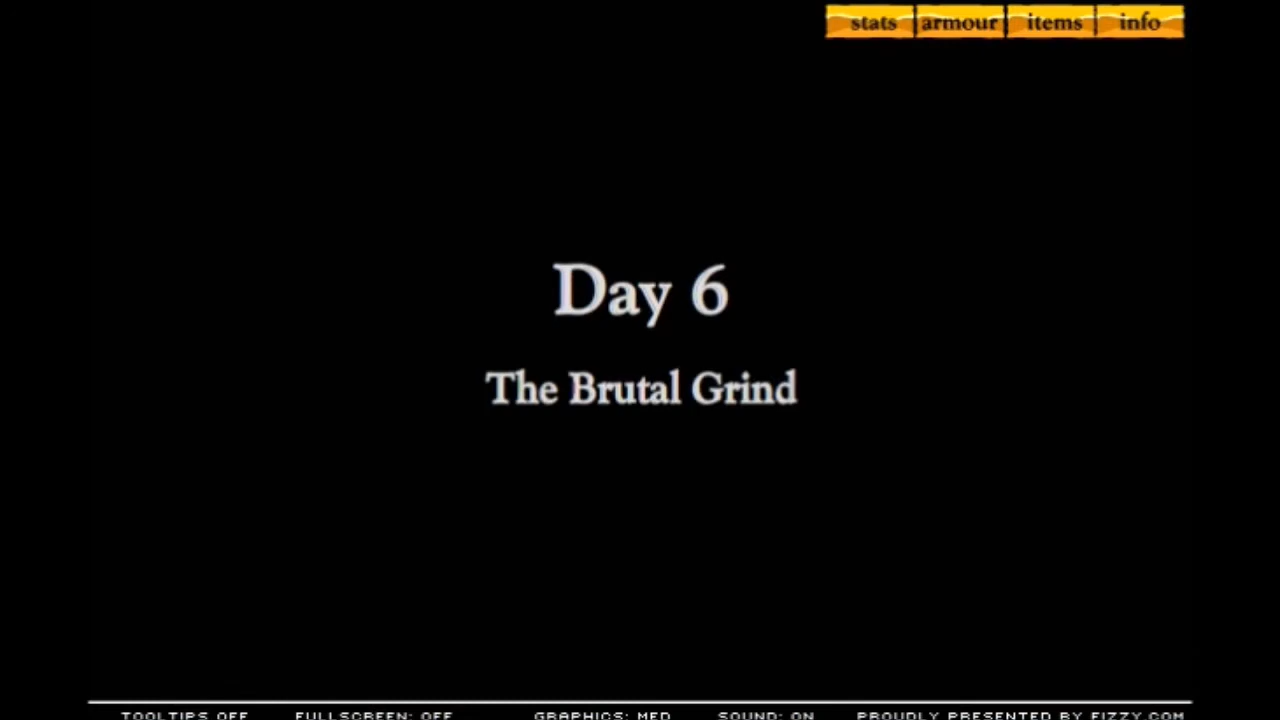 stats armour items info
Day 6
The Brutal Grind
TOOLTIPS OFF FULLSCREEN: OFF GRAPHICS: MED SOUND: ON PROUDLY PRESENTED BY FIZZY.COM